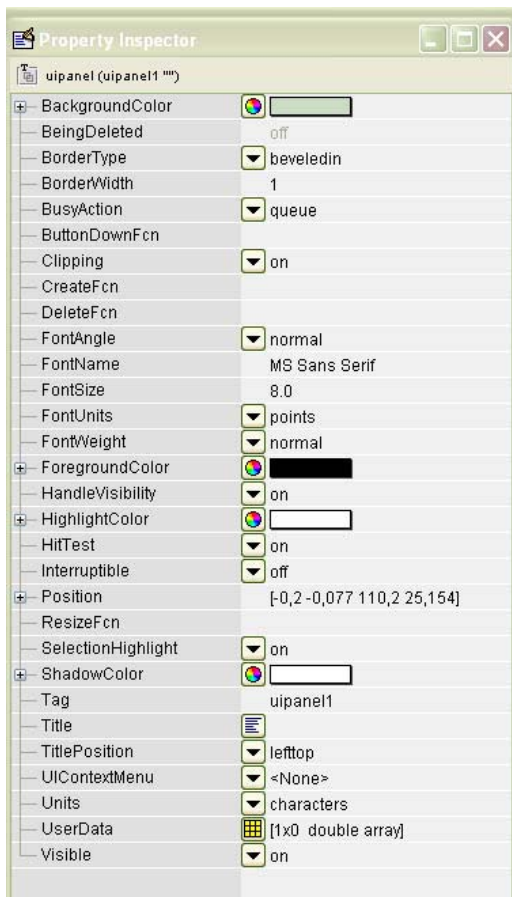 Property Inspector
uipanel (uipanel1 "")
BackgroundColor
BeingDeleted off
BorderType beveledin
BorderWidth 1
BusyAction queue
ButtonDownFcn
Clipping on
CreateFcn
DeleteFcn
FontAngle normal
FontName MS Sans Serif
FontSize 8.0
FontUnits points
FontWeight normal
ForegroundColor
HandleVisibility on
HighlightColor
HitTest on
Interruptible off
Position [-0,2 -0,077 110,2 25,154]
ResizeFcn
SelectionHighlight on
ShadowColor
Tag uipanel1
Title
TitlePosition lefttop
UIContextMenu <None>
Units characters
UserData [1x0 double array]
Visible on